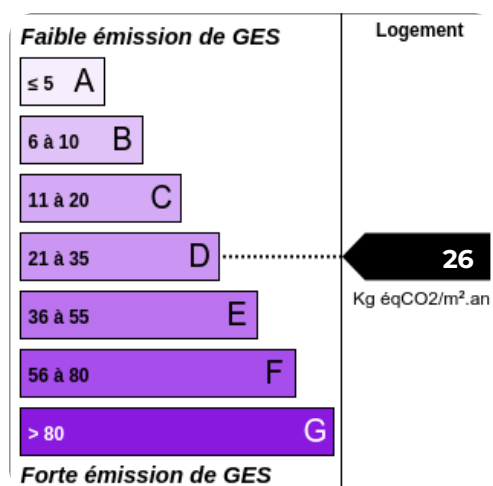 Faible émission de GES
Logement
≤ 5 A
6 à 10 B
11 à 20 C
21 à 35 D
26
Kg éqCO2/m².an
36 à 55 E
56 à 80 F
> 80 G
Forte émission de GES